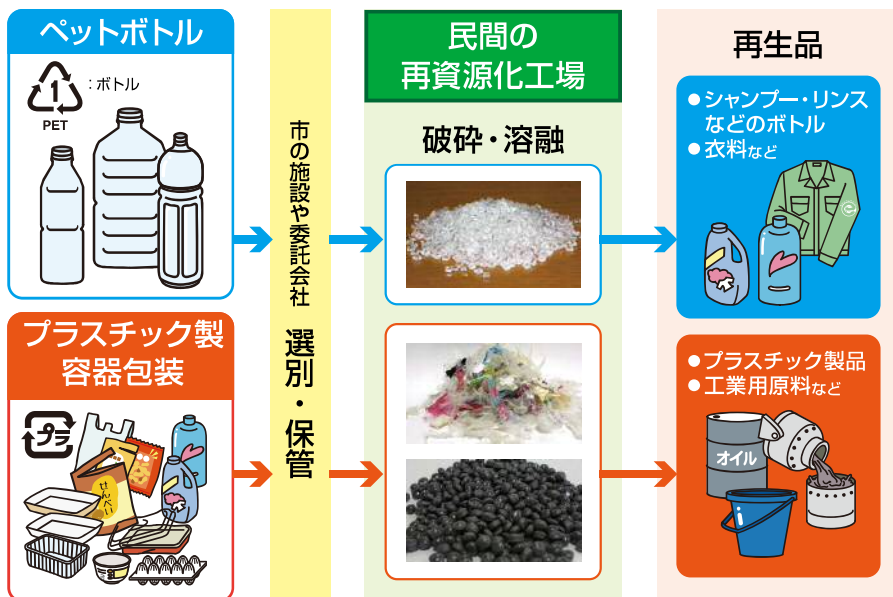 ペットボトル
1
PET
：ボトル
プラスチック製
容器包装
プラ
せんべい
市の施設や委託会社
選別・保管
民間の
再資源化工場
破砕・溶融
再生品
●シャンプー・リンス
などのボトル
●衣料など
e
●プラスチック製品
●工業用原料など
オイル